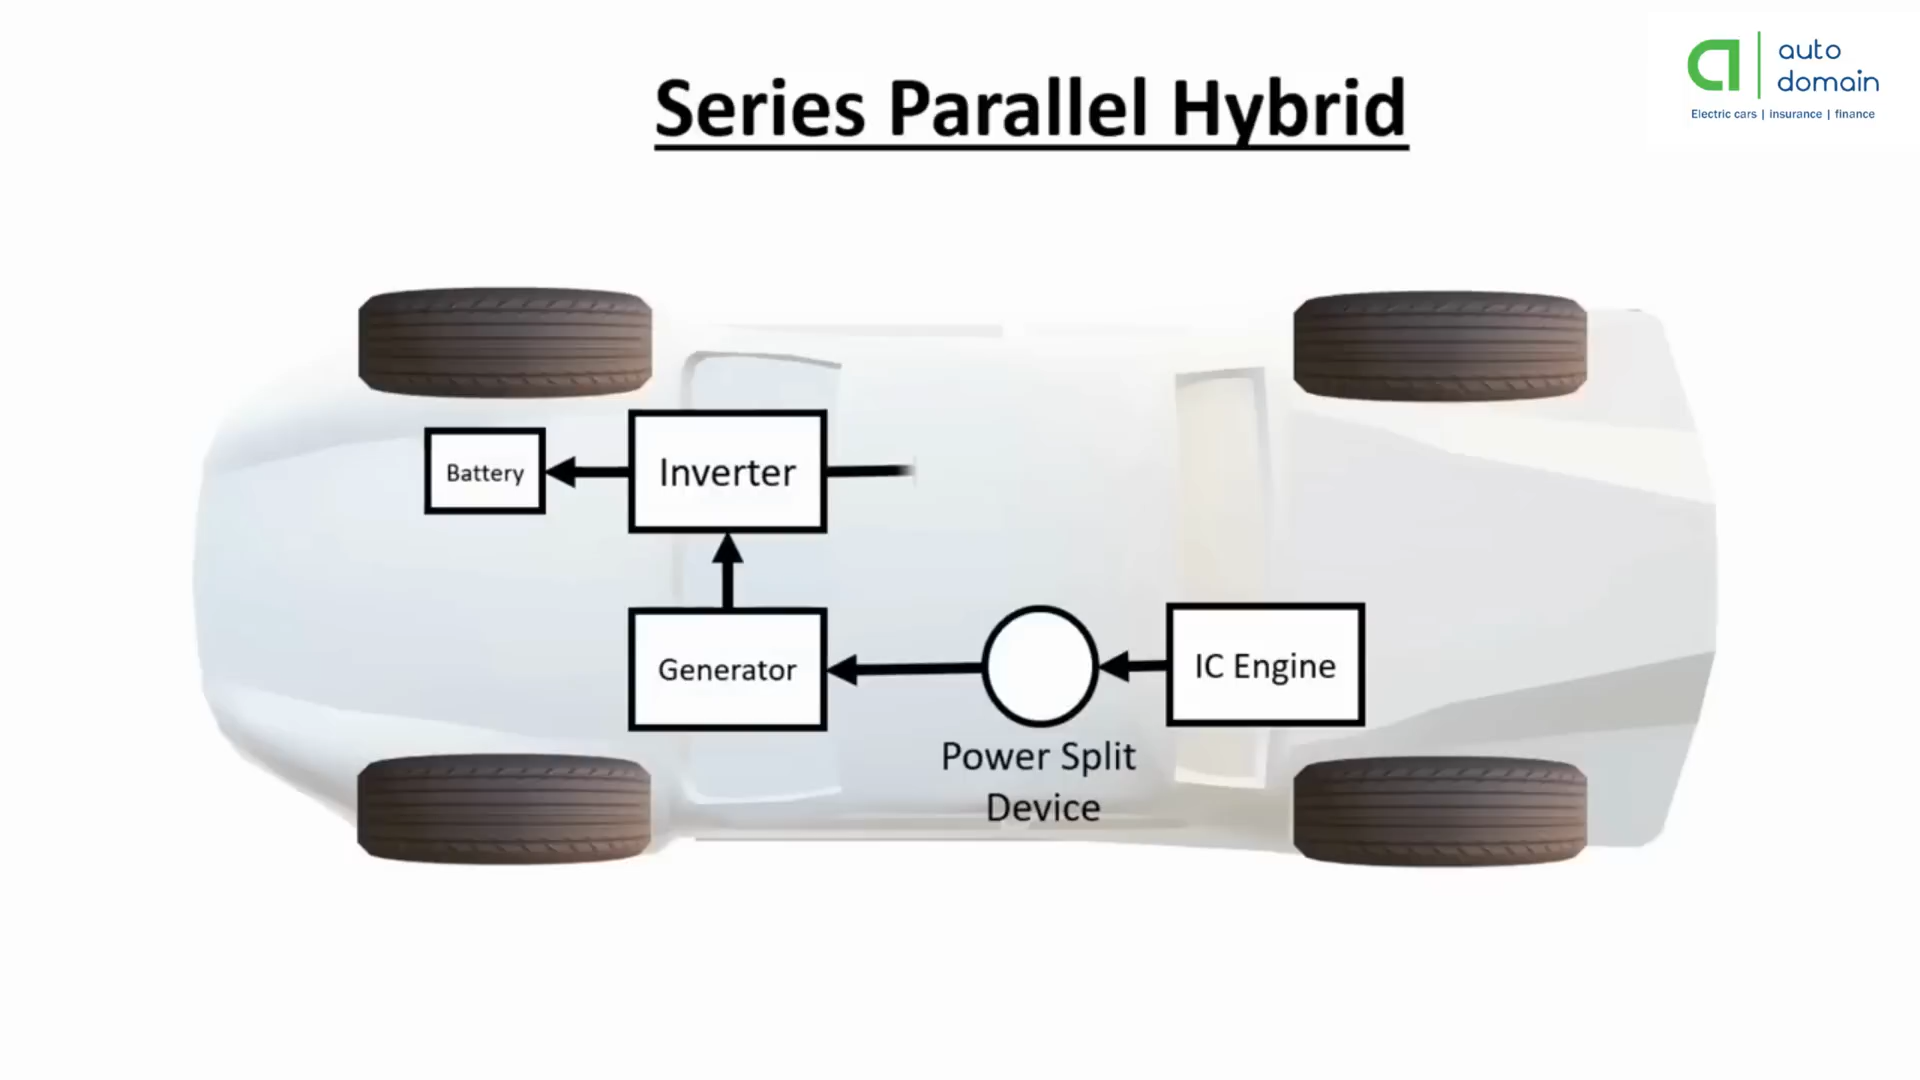 Series Parallel Hybrid
auto
domain
Electric cars | insurance | finance
Battery
Inverter
Generator
IC Engine
Power Split
Device